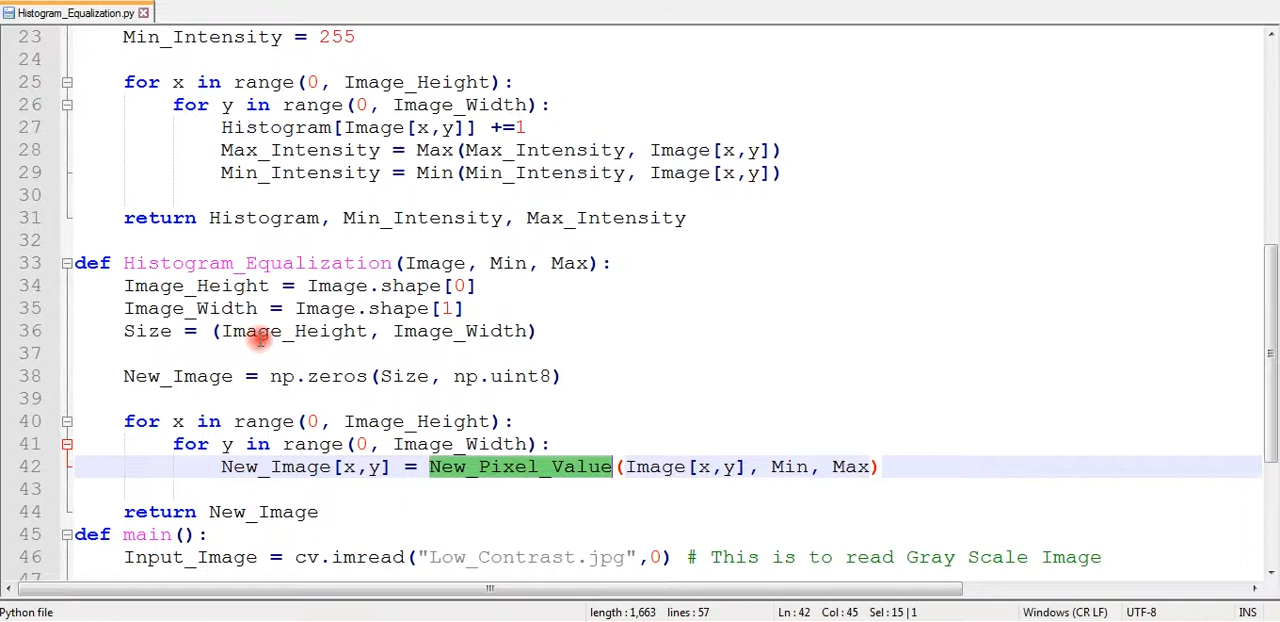 Histogram_Equalization.py
23 Min_Intensity = 255
24
25 for x in range(0, Image_Height):
26 for y in range(0, Image_Width):
27 Histogram[Image[x,y]] +=1
28 Max_Intensity = Max(Max_Intensity, Image[x,y])
29 Min_Intensity = Min(Min_Intensity, Image[x,y])
30
31 return Histogram, Min_Intensity, Max_Intensity
32
33 def Histogram_Equalization(Image, Min, Max):
34 Image_Height = Image.shape[0]
35 Image_Width = Image.shape[1]
36 Size = (Image_Height, Image_Width)
37
38 New_Image = np.zeros(Size, np.uint8)
39
40 for x in range(0, Image_Height):
41 for y in range(0, Image_Width):
42 New_Image[x,y] = New_Pixel_Value(Image[x,y], Min, Max)
43
44 return New_Image
45 def main():
46 Input_Image = cv.imread("Low_Contrast.jpg",0) # This is to read Gray Scale Image
47
Python file length : 1,663 lines : 57 Ln : 42 Col : 45 Sel : 15 | 1 Windows (CR LF) UTF-8 INS